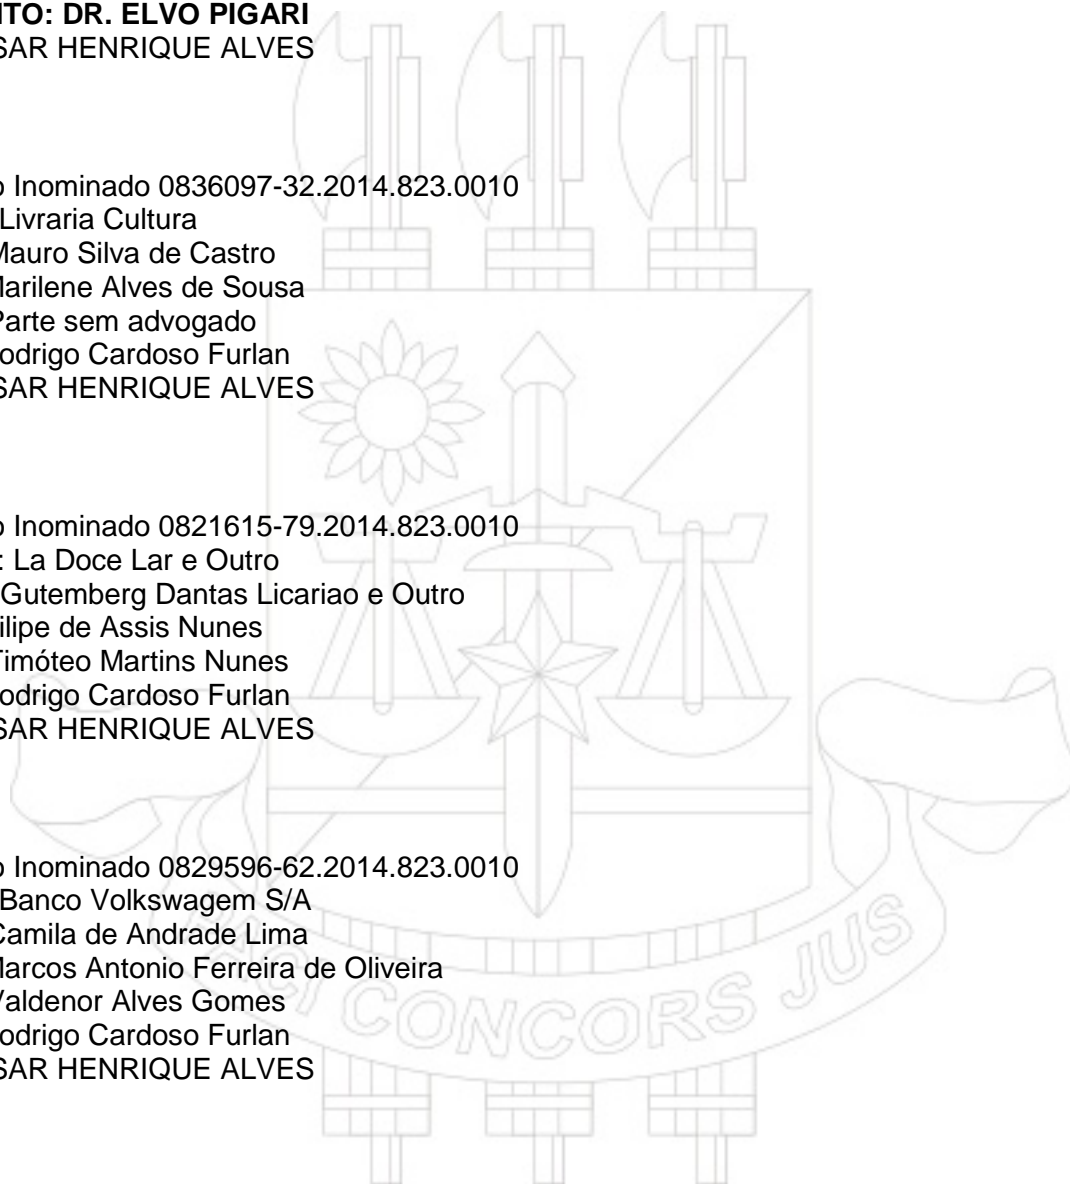 ITO: DR. ELVO PIGARI
SAR HENRIQUE ALVES
o Inominado 0836097-32.2014.823.0010
Livraria Cultura
Mauro Silva de Castro
Marilene Alves de Sousa
Parte sem advogado
odrigo Cardoso Furlan
SAR HENRIQUE ALVES
o Inominado 0821615-79.2014.823.0010
: La Doce Lar e Outro
Gutemberg Dantas Licariao e Outro
ilipe de Assis Nunes
Timóteo Martins Nunes
odrigo Cardoso Furlan
SAR HENRIQUE ALVES
o Inominado 0829596-62.2014.823.0010
Banco Volkswagem S/A
Camila de Andrade Lima
Marcos Antonio Ferreira de Oliveira
Valdenor Alves Gomes
odrigo Cardoso Furlan
SAR HENRIQUE ALVES
PACI CONCORS JUS